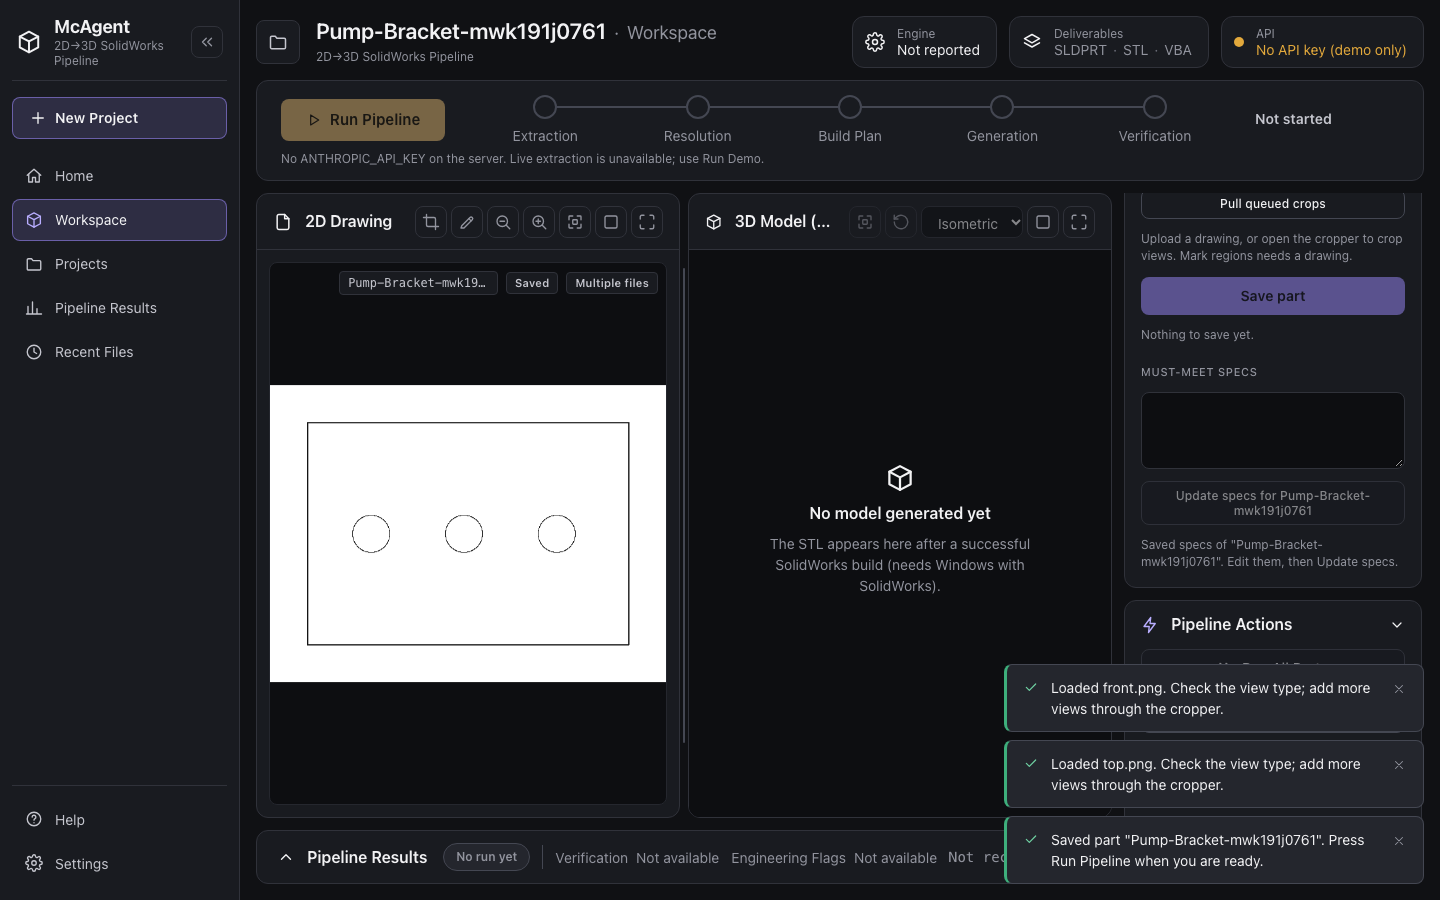 McAgent
2D→3D SolidWorks
Pipeline
New Project
Home
Workspace
Projects
Pipeline Results
Recent Files
Help
Settings
Pump-Bracket-mwk191j0761 · Workspace
2D→3D SolidWorks Pipeline
Engine
Not reported
Deliverables
SLDPRT · STL · VBA
API
No API key (demo only)
Run Pipeline
Extraction
Resolution
Build Plan
Generation
Verification
Not started
No ANTHROPIC_API_KEY on the server. Live extraction is unavailable; use Run Demo.
2D Drawing
Pump-Bracket-mwk19…
Saved
Multiple files
3D Model (...
Isometric
No model generated yet
The STL appears here after a successful
SolidWorks build (needs Windows with
SolidWorks).
Pull queued crops
Upload a drawing, or open the cropper to crop
views. Mark regions needs a drawing.
Save part
Nothing to save yet.
MUST-MEET SPECS
Update specs for Pump-Bracket-
mwk191j0761
Saved specs of "Pump-Bracket-
mwk191j0761". Edit them, then Update specs.
Pipeline Actions
Loaded front.png. Check the view type; add more
views through the cropper.
Loaded top.png. Check the view type; add more
views through the cropper.
Saved part "Pump-Bracket-mwk191j0761". Press
Run Pipeline when you are ready.
Pipeline Results
No run yet
Verification Not available
Engineering Flags Not available
Not rec